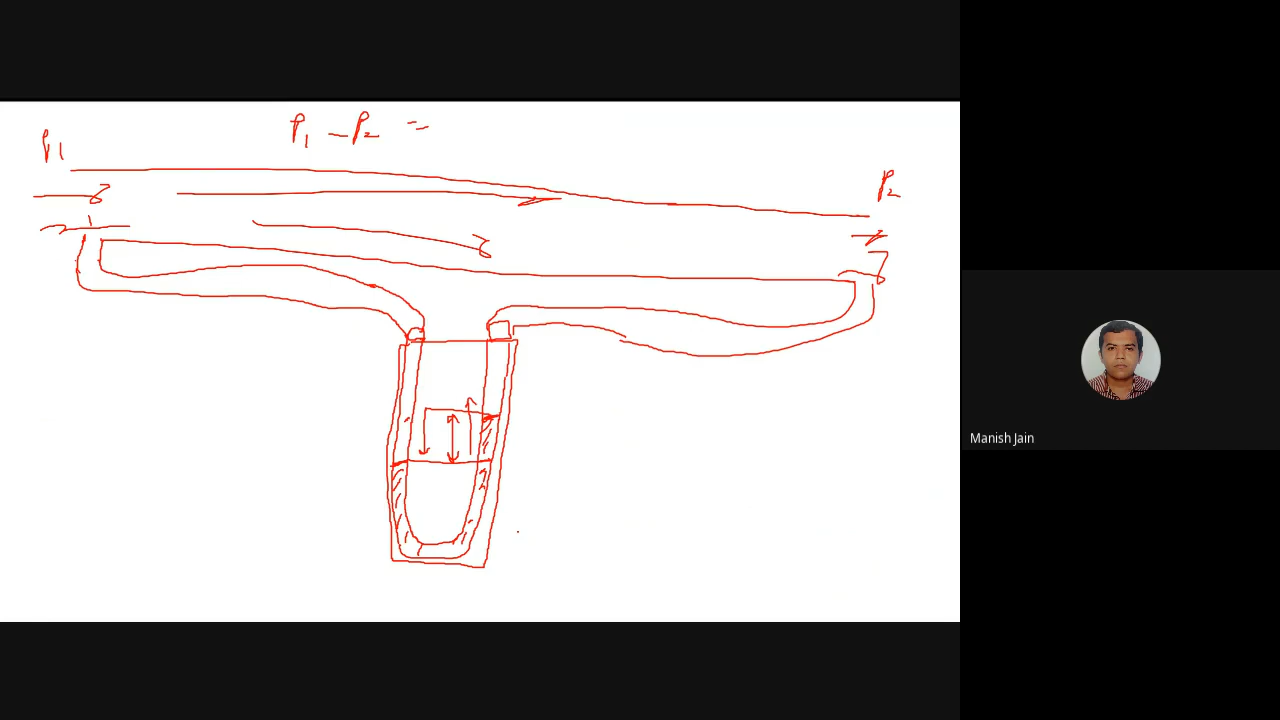 P₁ - P₂ =
P₁
P₂
Manish Jain